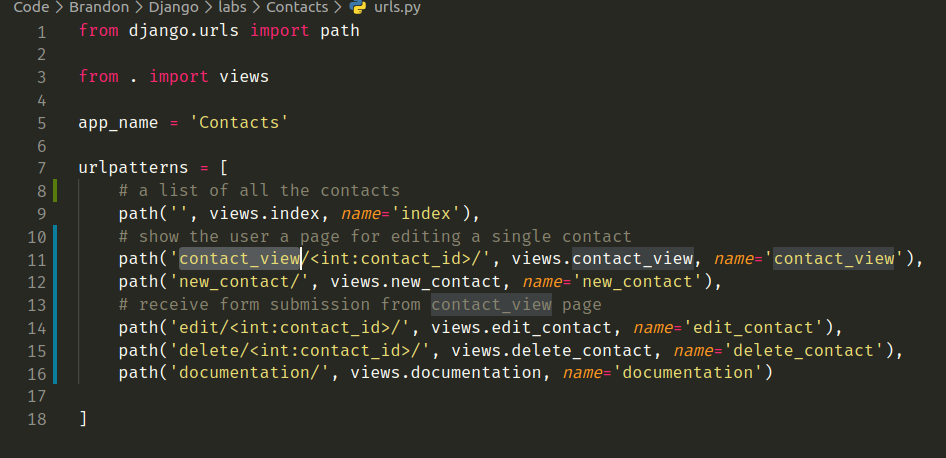 Code > Brandon > Django > labs > Contacts > urls.py
1 from django.urls import path
2
3 from . import views
4
5 app_name = 'Contacts'
6
7 urlpatterns = [
8     # a list of all the contacts
9     path('', views.index, name='index'),
10     # show the user a page for editing a single contact
11     path('contact_view/<int:contact_id>/', views.contact_view, name='contact_view'),
12     path('new_contact/', views.new_contact, name='new_contact'),
13     # receive form submission from contact_view page
14     path('edit/<int:contact_id>/', views.edit_contact, name='edit_contact'),
15     path('delete/<int:contact_id>/', views.delete_contact, name='delete_contact'),
16     path('documentation/', views.documentation, name='documentation')
17
18 ]